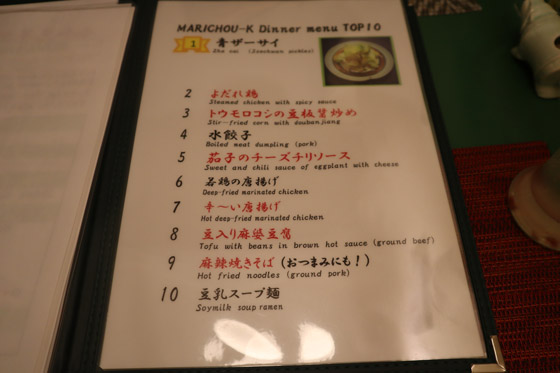 MARICHOU-K Dinner menu TOP10
1 青ザーサイ
Sha cai (Szechwan pickles)
2 よだれ鶏
Steamed chicken with spicy sauce
3 トウモロコシの豆板醤炒め
Stir-fried corn with doubanjiang
4 水餃子
Boiled meat dumpling (pork)
5 茄子のチーズチリソース
Sweet and chili sauce of eggplant with cheese
6 若鶏の唐揚げ
Deep-fried marinated chicken
7 辛~い唐揚げ
Hot deep-fried marinated chicken
8 豆入り麻婆豆腐
Tofu with beans in brown hot sauce (ground beef)
9 麻辣焼きそば (おつまみにも!)
Hot fried noodles (ground pork)
10 豆乳スープ麺
Soymilk soup ramen